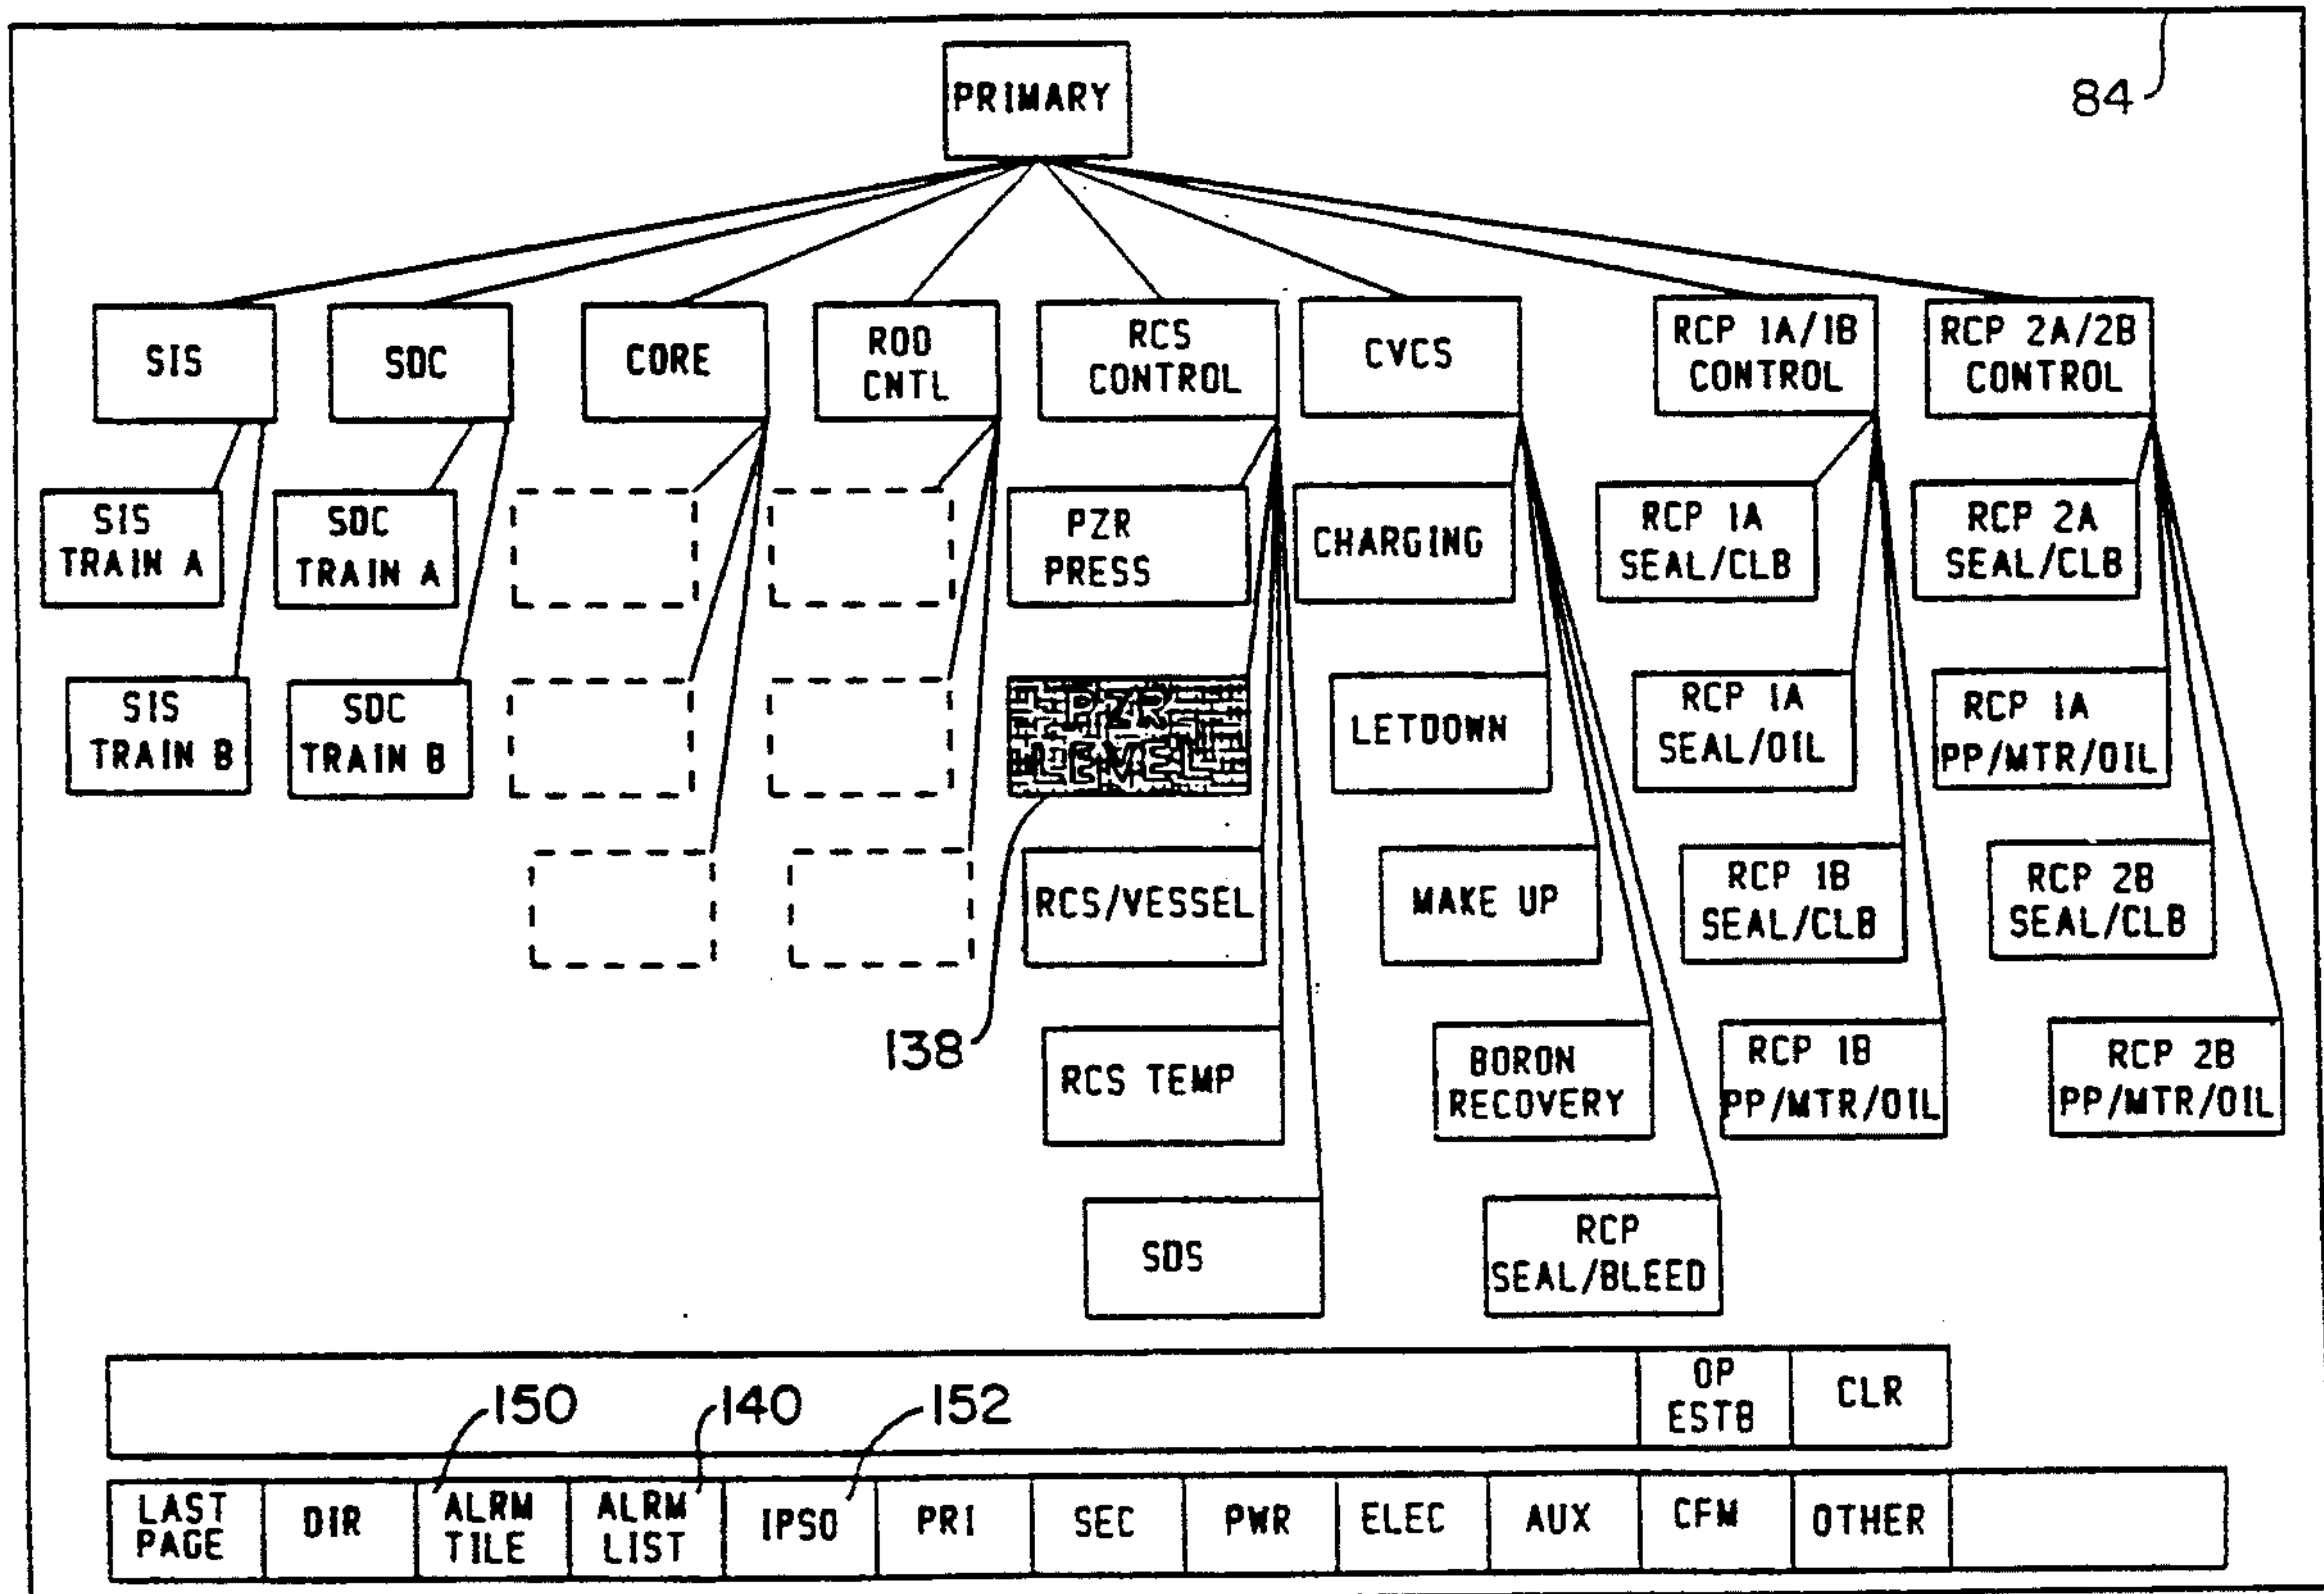 PRIMARY
84
SIS
SDC
CORE
ROD
CNTL
RCS
CONTROL
CVCS
RCP 1A/1B
CONTROL
RCP 2A/2B
CONTROL
SIS
TRAIN A
SDC
TRAIN A
PZR
PRESS
CHARGING
RCP 1A
SEAL/CLB
RCP 2A
SEAL/CLB
SIS
TRAIN B
SDC
TRAIN B
PZR
LEVEL
LETDOWN
RCP 1A
SEAL/OIL
RCP 1A
PP/MTR/OIL
RCS/VESSEL
MAKE UP
RCP 1B
SEAL/CLB
RCP 2B
SEAL/CLB
138
RCS TEMP
BORON
RECOVERY
RCP 1B
PP/MTR/OIL
RCP 2B
PP/MTR/OIL
SDS
RCP
SEAL/BLEED
150
140
152
OP
ESTB
CLR
LAST
PAGE
DIR
ALRM
TILE
ALRM
LIST
IPSO
PRI
SEC
PWR
ELEC
AUX
CFM
OTHER